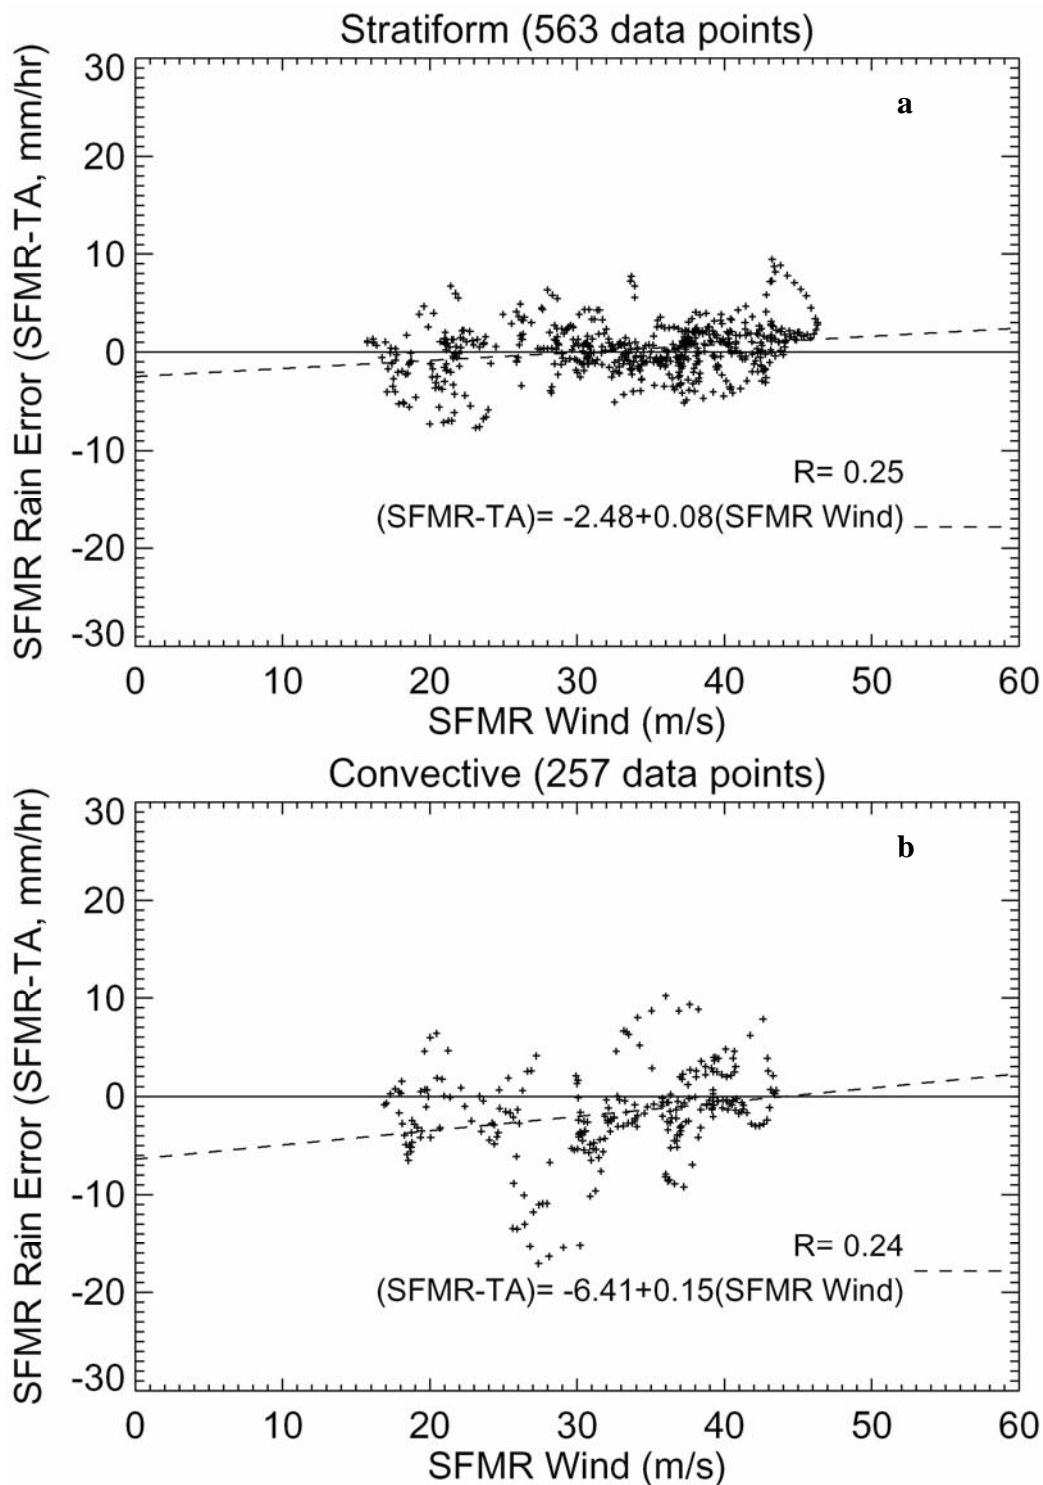 Stratiform (563 data points)
SFMR Rain Error (SFMR-TA, mm/hr)
30
20
10
0
-10
-20
-30
a
R= 0.25
(SFMR-TA)= -2.48+0.08(SFMR Wind)
0 10 20 30 40 50 60
SFMR Wind (m/s)
Convective (257 data points)
SFMR Rain Error (SFMR-TA, mm/hr)
30
20
10
0
-10
-20
-30
b
R= 0.24
(SFMR-TA)= -6.41+0.15(SFMR Wind)
0 10 20 30 40 50 60
SFMR Wind (m/s)